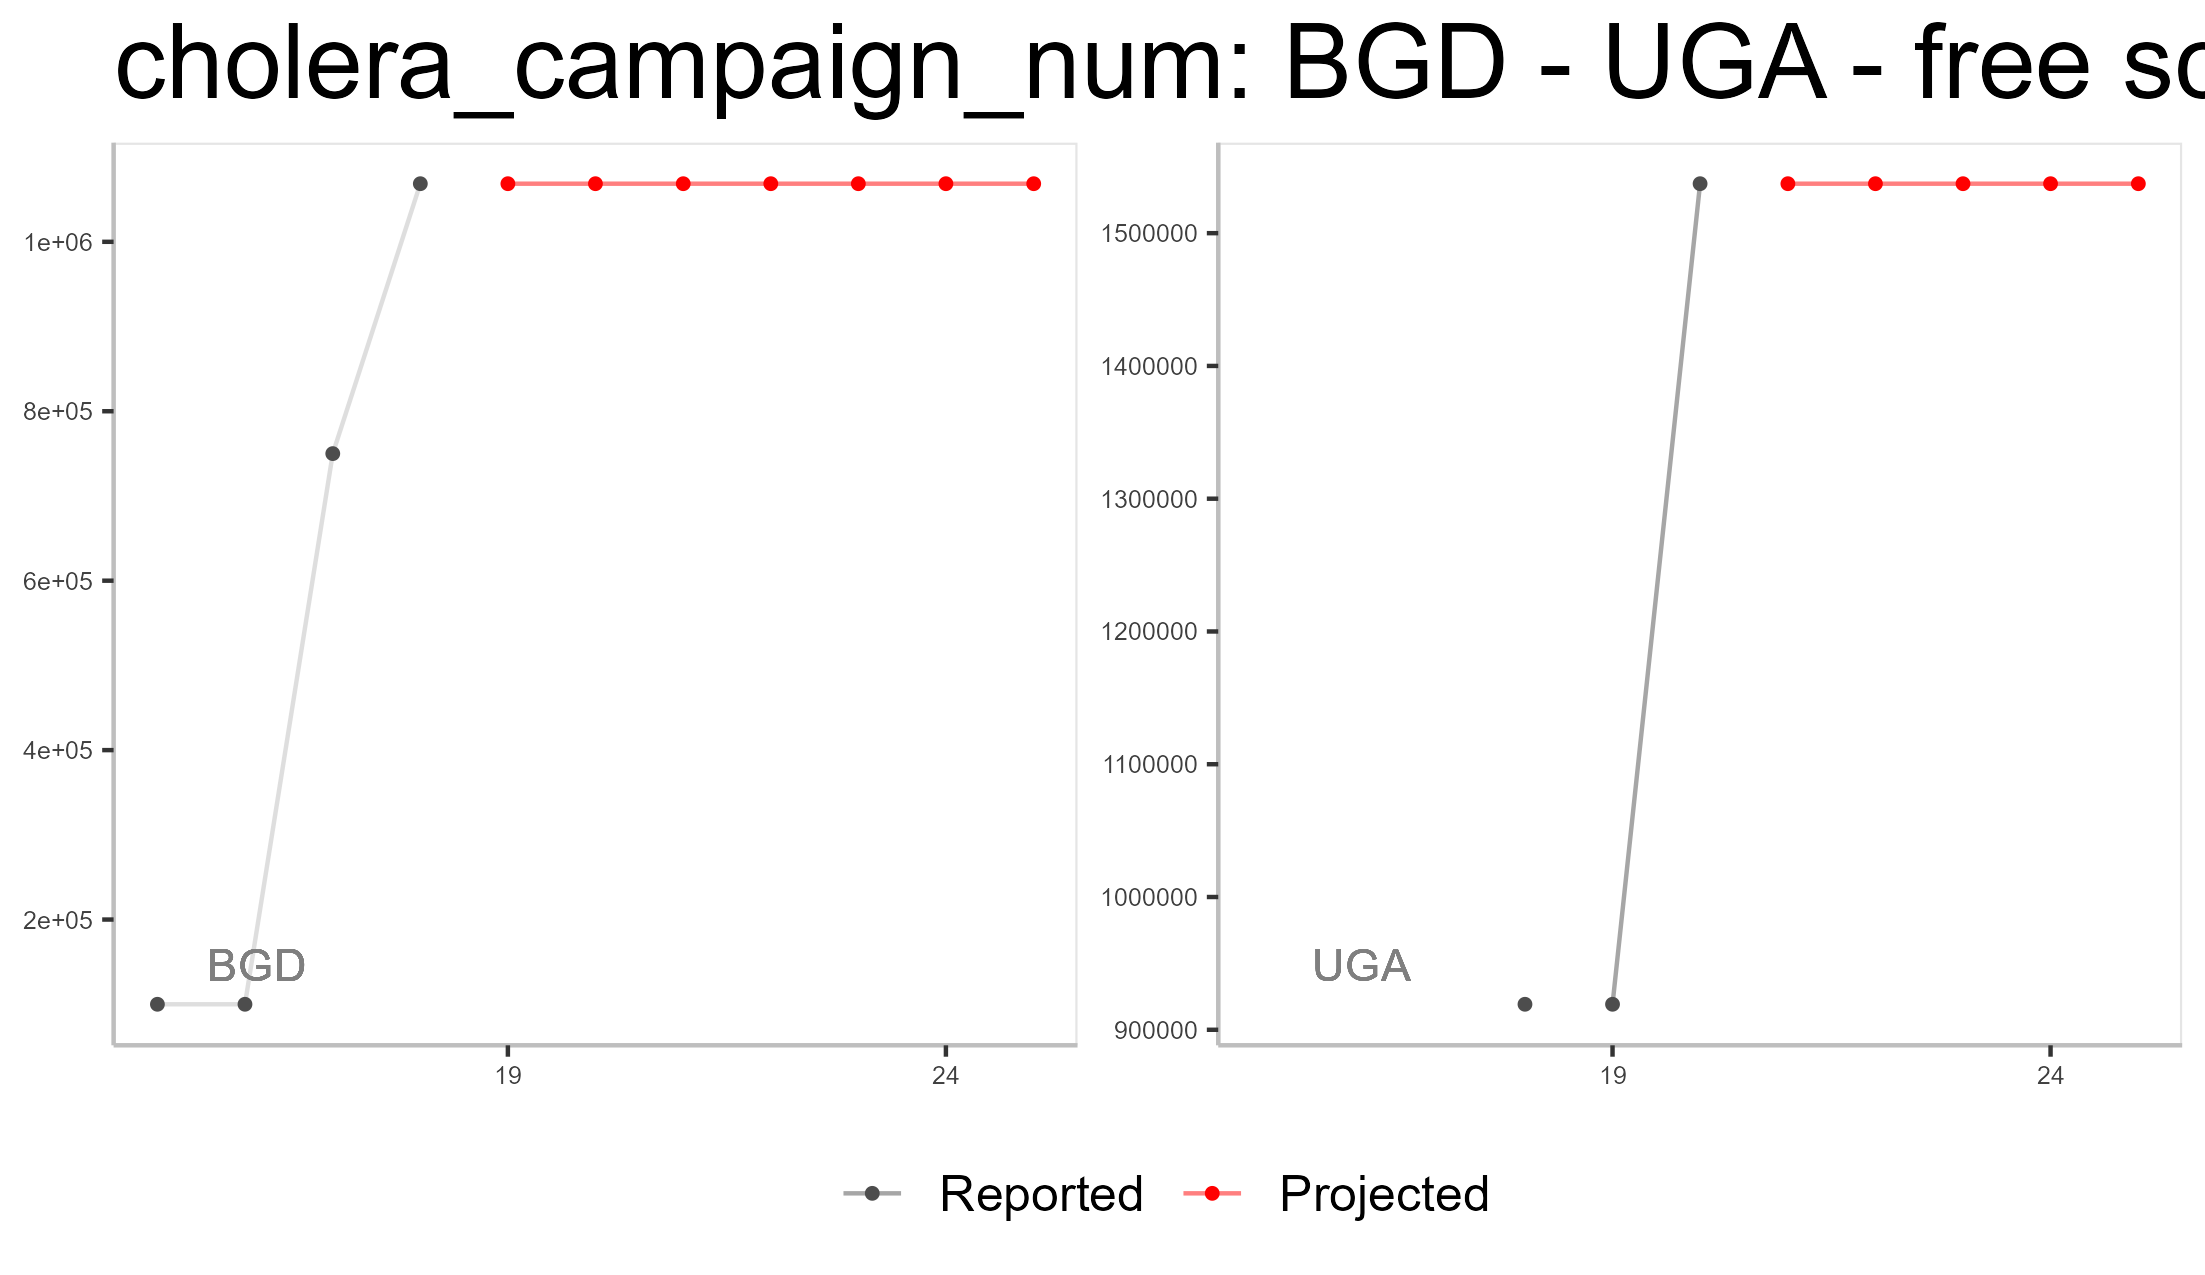 cholera_campaign_num: BGD - UGA - free sc
1e+06
8e+05
6e+05
4e+05
2e+05
BGD
19
24
1500000
1400000
1300000
1200000
1100000
1000000
900000
UGA
19
24
Reported
Projected